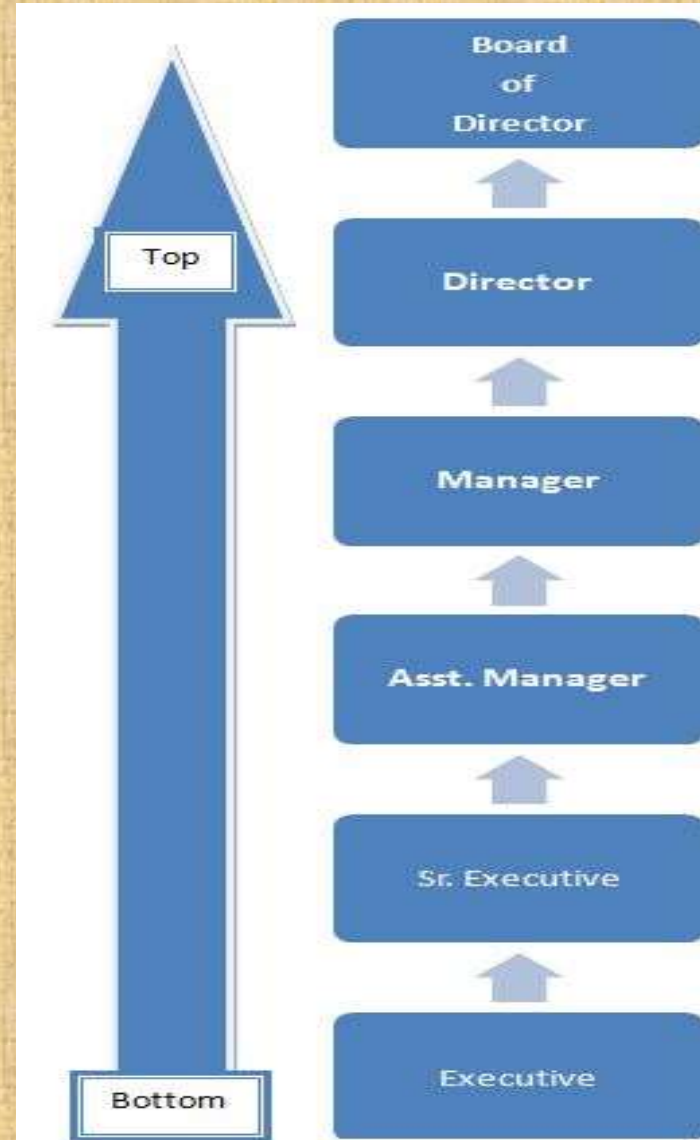 Board
of
Director
Top
Director
Manager
Asst. Manager
Sr. Executive
Executive
Bottom